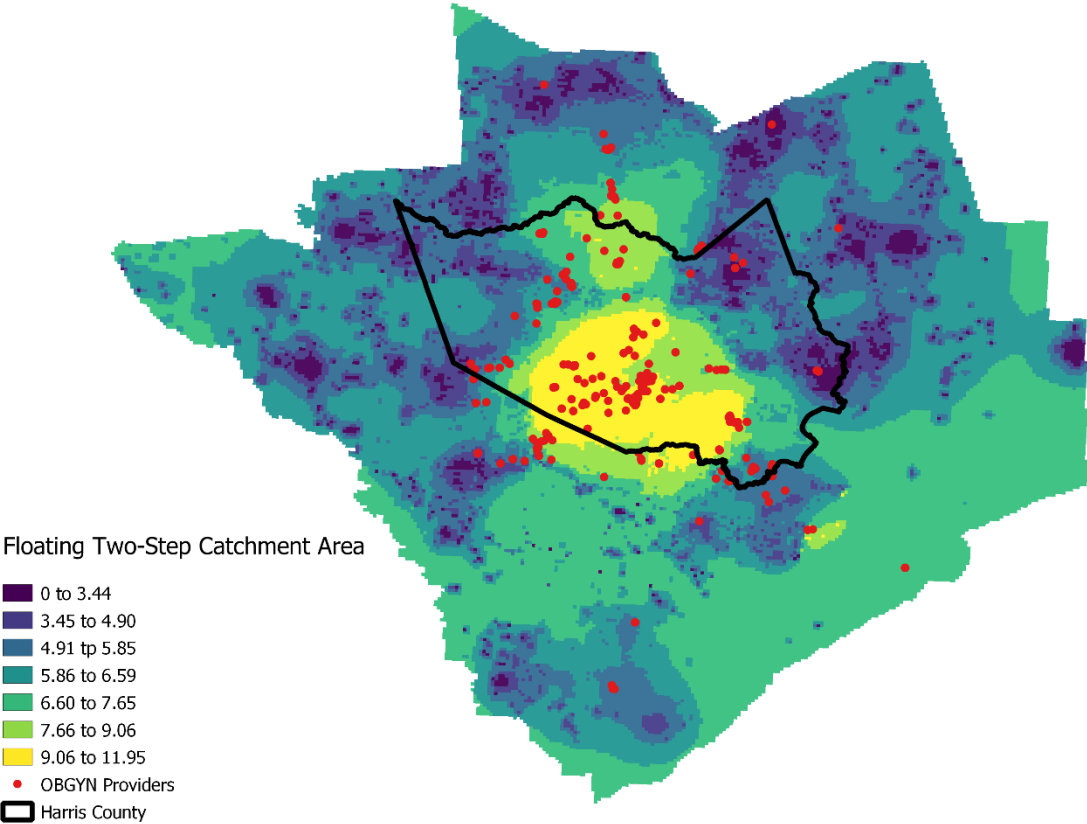 Floating Two-Step Catchment Area
0 to 3.44
3.45 to 4.90
4.91 tp 5.85
5.86 to 6.59
6.60 to 7.65
7.66 to 9.06
9.06 to 11.95
OBGYN Providers
Harris County